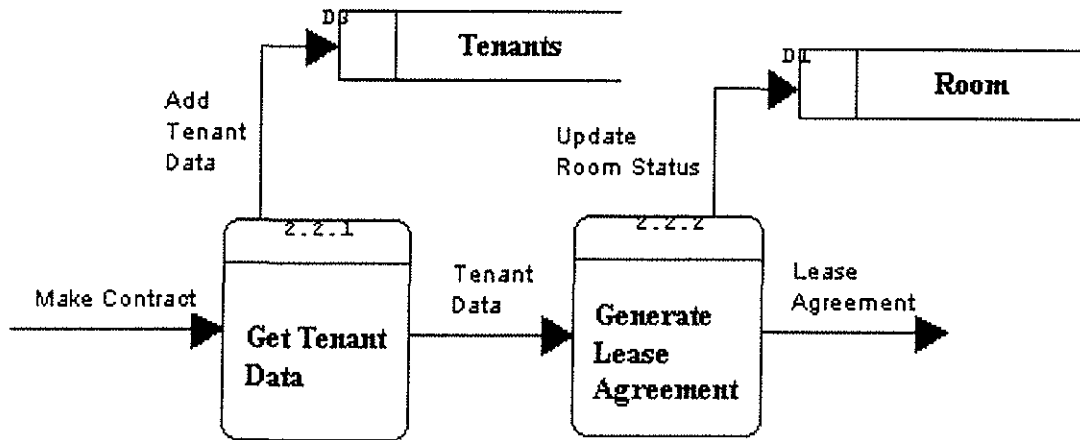 D3
Tenants
D1
Room
Add
Tenant
Data
Update
Room Status
2.2.1
2.2.2
Make Contract
Tenant
Data
Lease
Agreement
Get Tenant
Data
Generate
Lease
Agreement